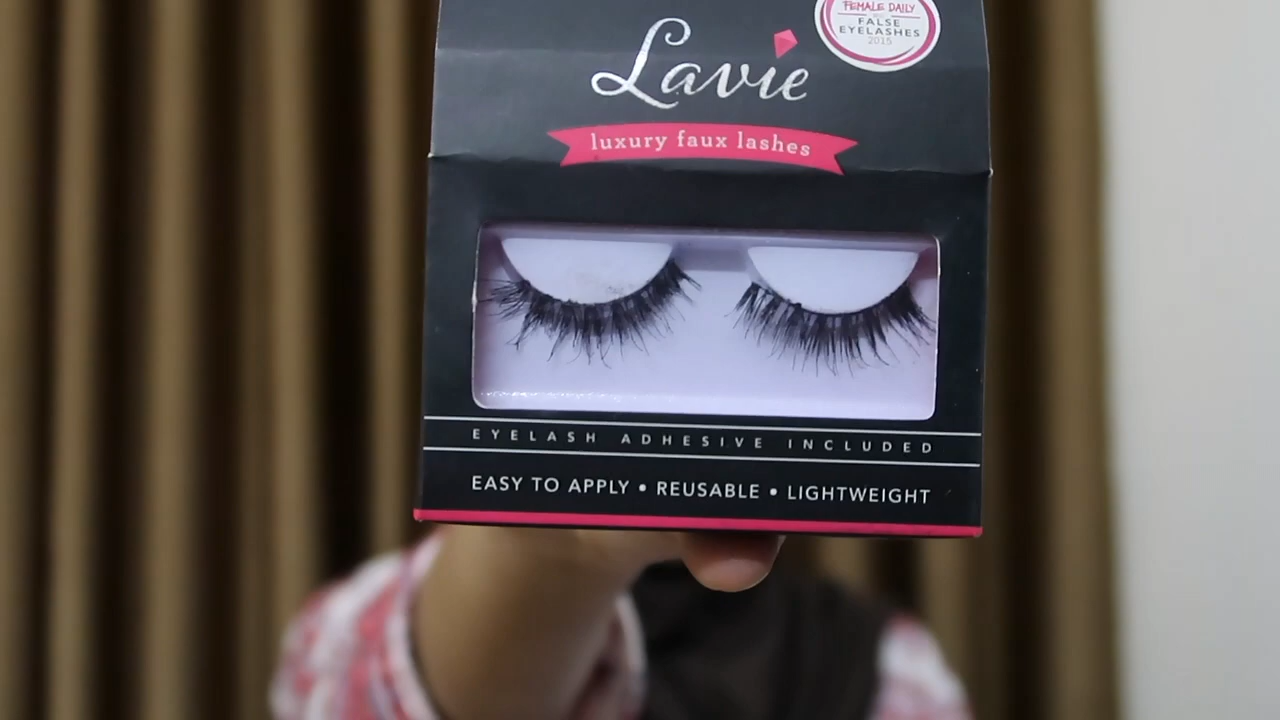 FEMALE DAILY
FALSE
EYELASHES
2015
Lavie
luxury faux lashes
EYELASH ADHESIVE INCLUDED
EASY TO APPLY • REUSABLE • LIGHTWEIGHT